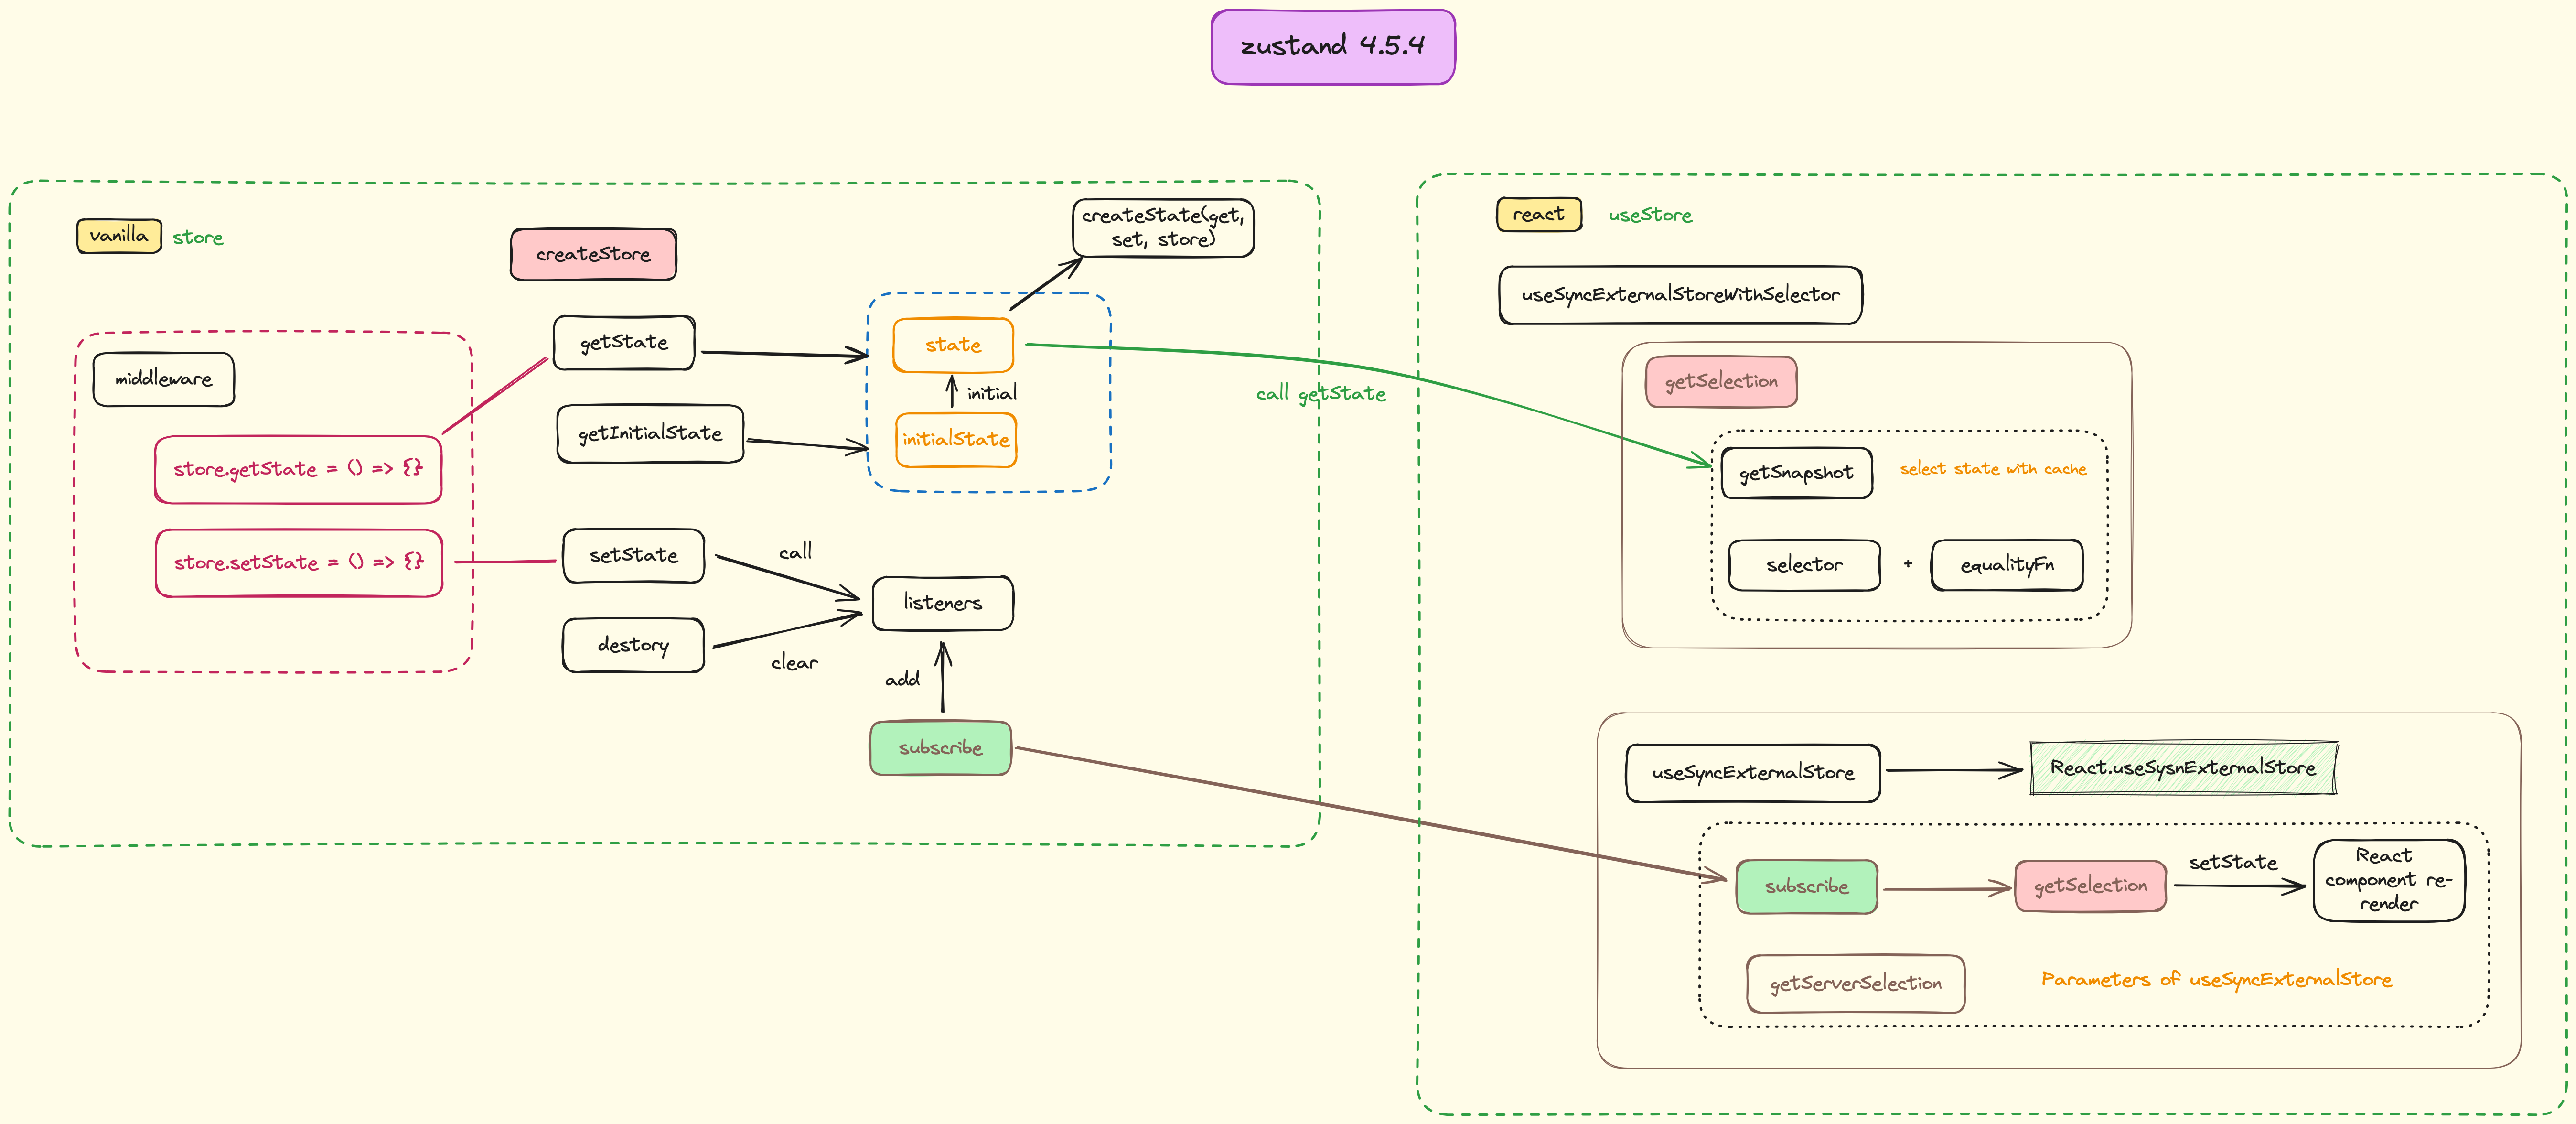 zustand 4.5.4
vanilla
store
createStore
createState(get,
set, store)
middleware
store.getState = () => {}
store.setState = () => {}
getState
getInitialState
state
initial
initialState
setState
call
destory
clear
listeners
add
subscribe
call getState
react
useStore
useSyncExternalStoreWithSelector
getSelection
getSnapshot
select state with cache
selector
+
equalityFn
useSyncExternalStore
React.useSysnExternalStore
subscribe
getSelection
setState
React
component re-
render
getServerSelection
Parameters of useSyncExternalStore